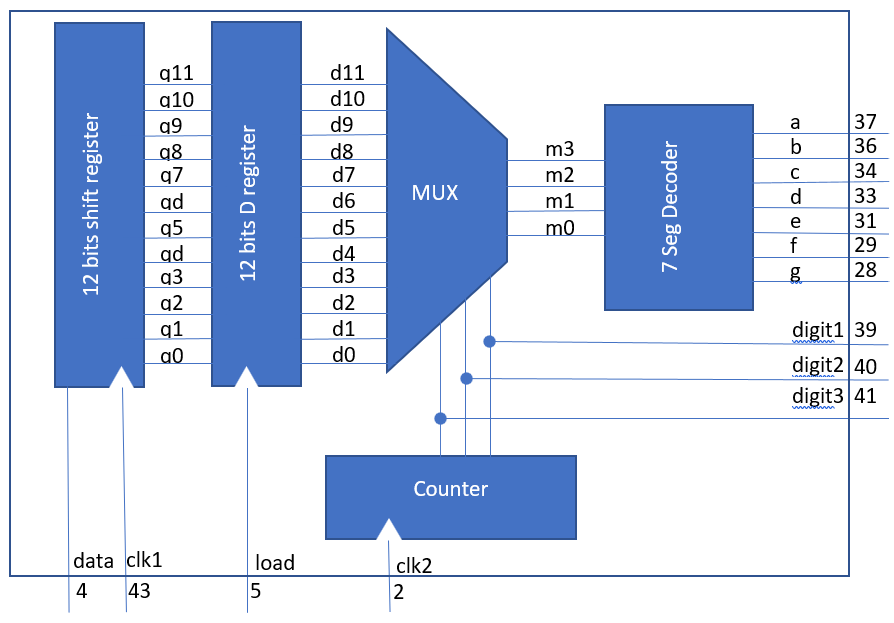 12 bits shift register
q11
q10
q9
q8
q7
qd
q5
qd
q3
q2
q1
q0
12 bits D register
d11
d10
d9
d8
d7
d6
d5
d4
d3
d2
d1
d0
MUX
m3
m2
m1
m0
7 Seg Decoder
a 37
b 36
c 34
d 33
e 31
f 29
g 28
digit1 39
digit2 40
digit3 41
Counter
data clk1 load clk2
4 43 5 2